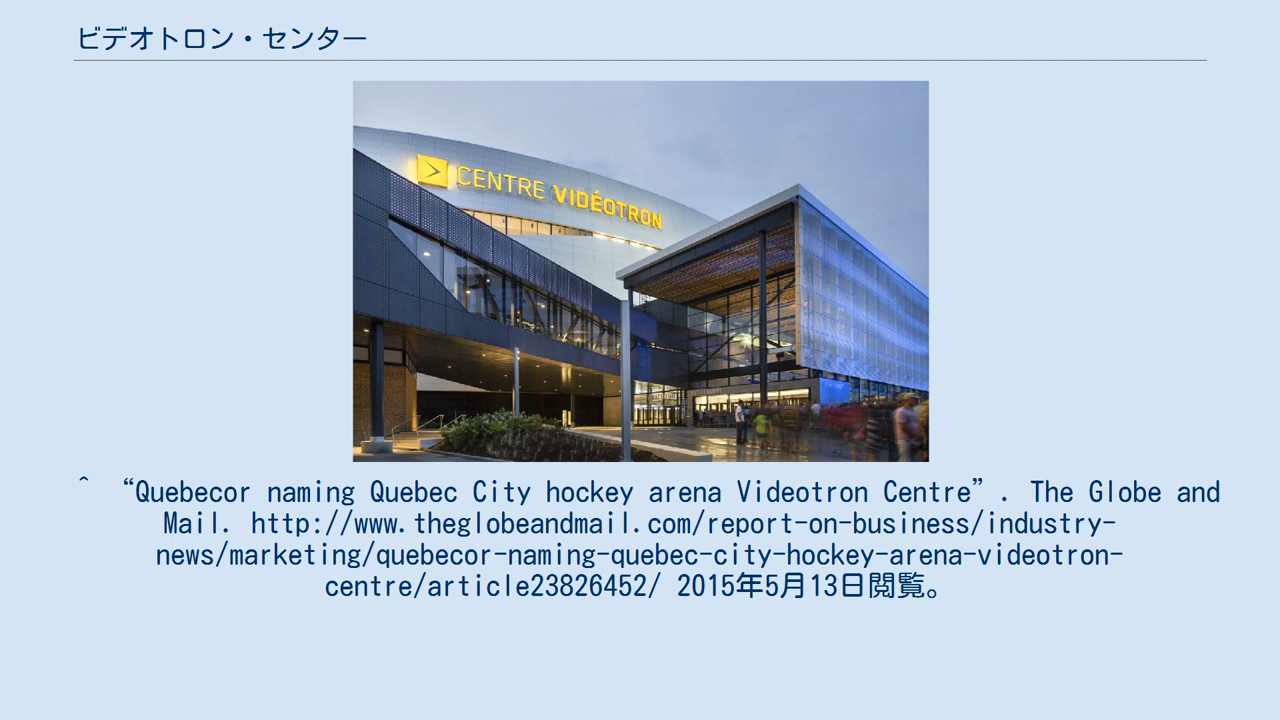 ビデオトロン・センター
CENTRE VIDÉOTRON
^ “Quebecor naming Quebec City hockey arena Videotron Centre”. The Globe and
Mail. http://www.theglobeandmail.com/report-on-business/industry-
news/marketing/quebecor-naming-quebec-city-hockey-arena-videotron-
centre/article23826452/ 2015年5月13日閲覧。